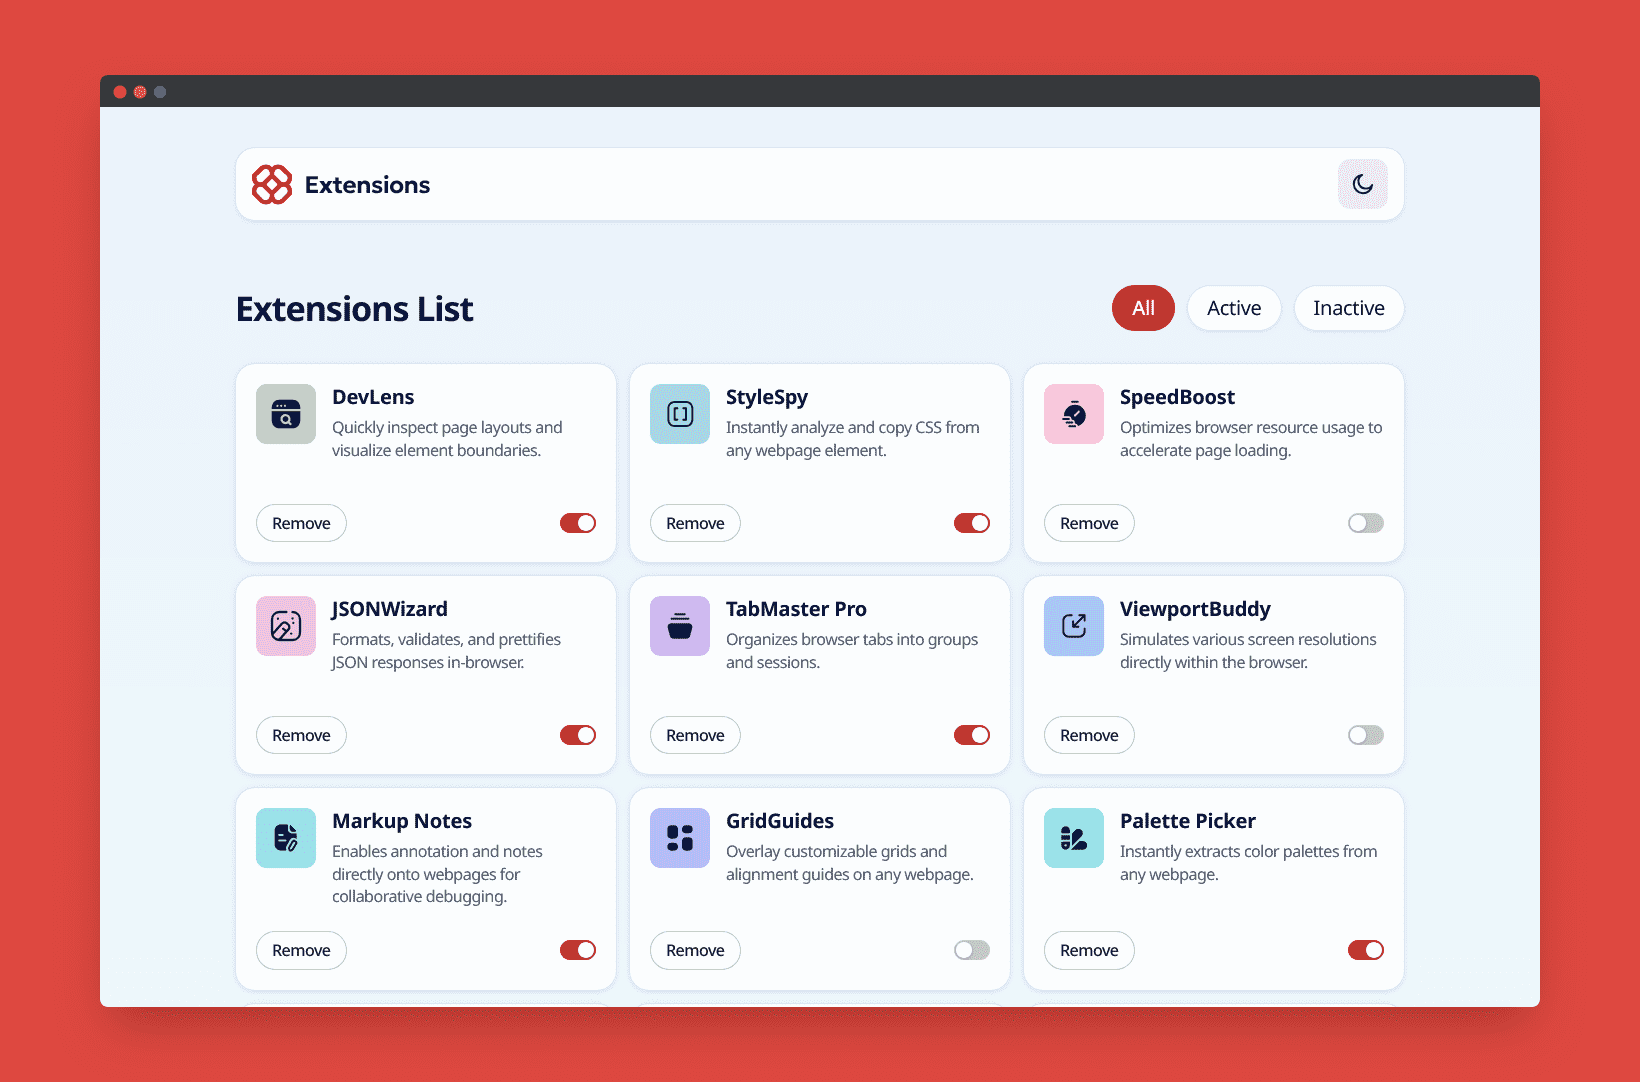 Extensions
Extensions List
All
Active
Inactive
DevLens
Quickly inspect page layouts and
visualize element boundaries.
Remove
StyleSpy
Instantly analyze and copy CSS from
any webpage element.
Remove
SpeedBoost
Optimizes browser resource usage to
accelerate page loading.
Remove
JSONWizard
Formats, validates, and prettifies
JSON responses in-browser.
Remove
TabMaster Pro
Organizes browser tabs into groups
and sessions.
Remove
ViewportBuddy
Simulates various screen resolutions
directly within the browser.
Remove
Markup Notes
Enables annotation and notes
directly onto webpages for
collaborative debugging.
Remove
GridGuides
Overlay customizable grids and
alignment guides on any webpage.
Remove
Palette Picker
Instantly extracts color palettes from
any webpage.
Remove